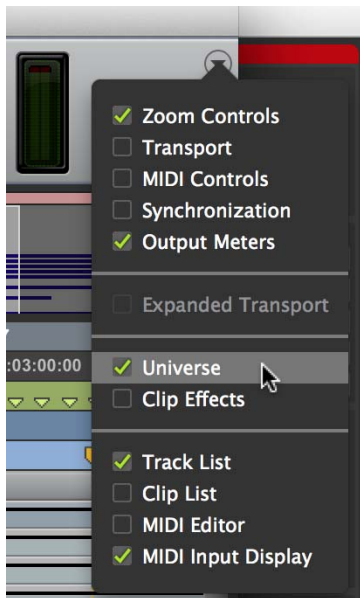 Zoom Controls
Transport
MIDI Controls
Synchronization
Output Meters
Expanded Transport
:03:00:00
Universe
Clip Effects
Track List
Clip List
MIDI Editor
MIDI Input Display